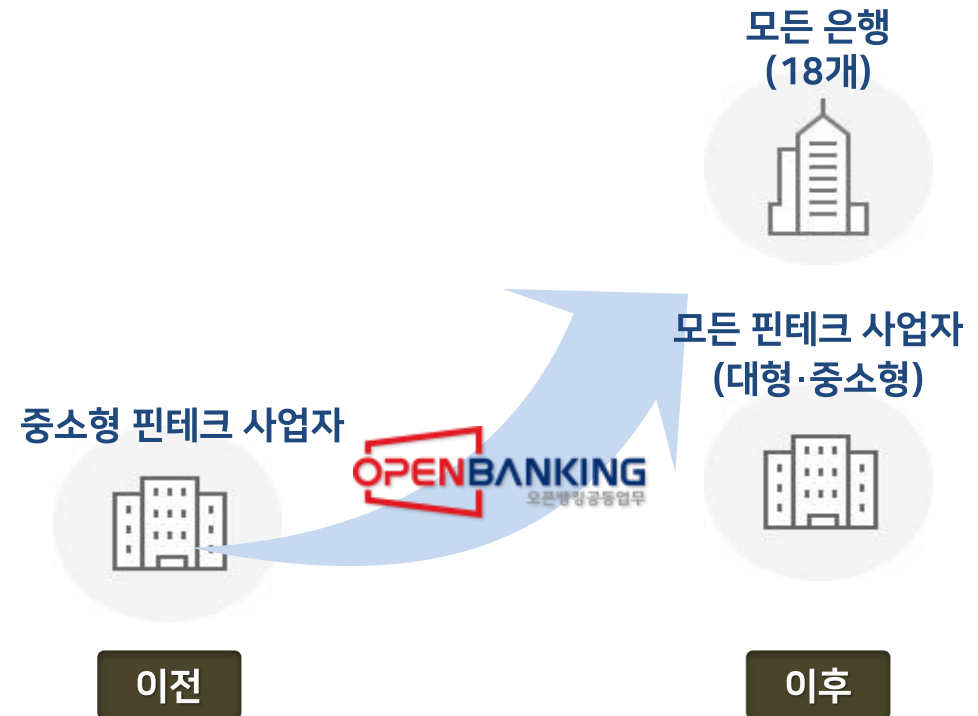 모든 은행
(18개)
모든 핀테크 사업자
(대형·중소형)
중소형 핀테크 사업자
OPENBANKING
오픈뱅킹공동업무
이전
이후